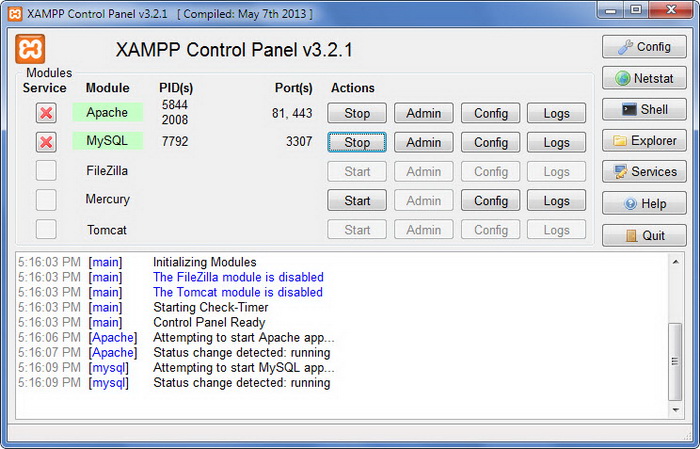 XAMPP Control Panel v3.2.1 [ Compiled: May 7th 2013 ]
XAMPP Control Panel v3.2.1
Config
Modules
Service Module PID(s) Port(s) Actions
Netstat
Apache 5844 2008 81, 443 Stop Admin Config Logs
Shell
MySQL 7792 3307 Stop Admin Config Logs
Explorer
FileZilla Start Admin Config Logs
Services
Mercury Start Admin Config Logs
Help
Tomcat Start Admin Config Logs
Quit
5:16:03 PM [main] Initializing Modules
5:16:03 PM [main] The FileZilla module is disabled
5:16:03 PM [main] The Tomcat module is disabled
5:16:03 PM [main] Starting Check-Timer
5:16:03 PM [main] Control Panel Ready
5:16:06 PM [Apache] Attempting to start Apache app...
5:16:07 PM [Apache] Status change detected: running
5:16:09 PM [mysql] Attempting to start MySQL app...
5:16:09 PM [mysql] Status change detected: running